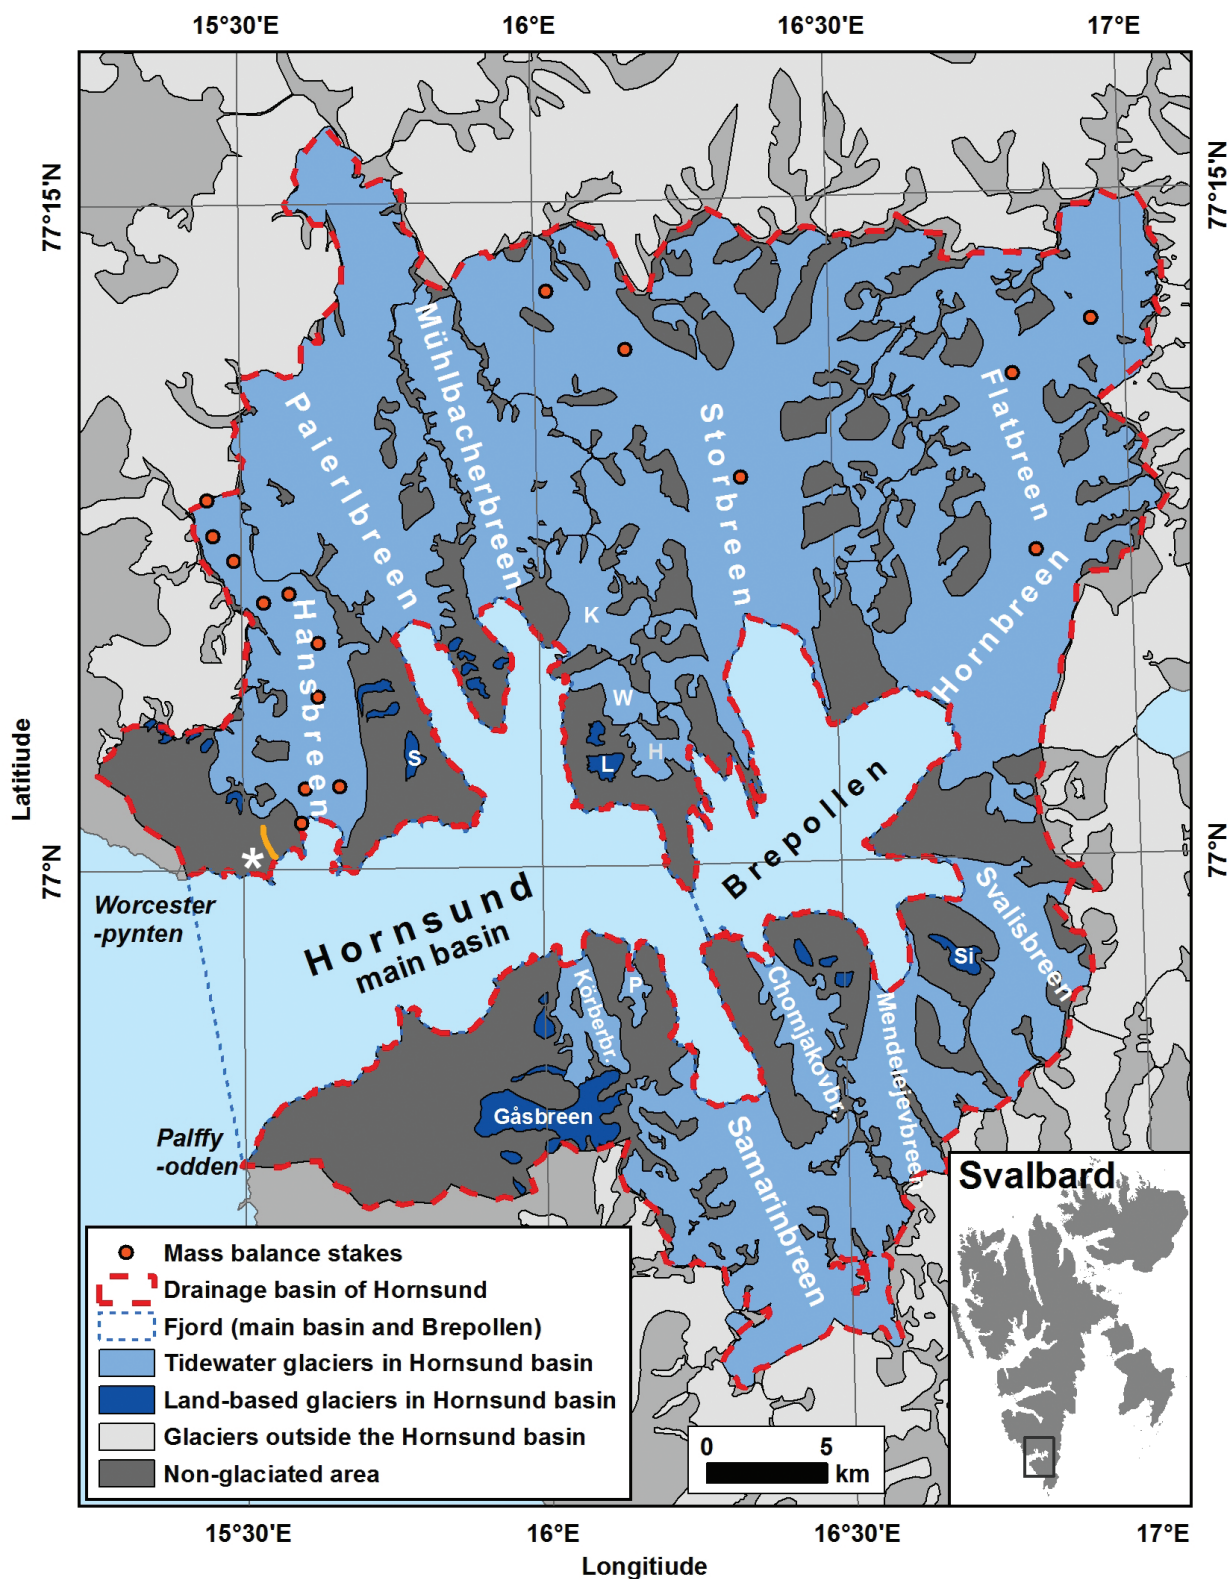 15°30'E 16°E 16°30'E 17°E
77°15'N
77°15'N
Mühlbacherbreen
Paierlbreen
Storbreen
Flatbreen
Hansbreen
Hornbreen
K
W
H
S
L
Latitiude
77°N
77°N
*
Brepollen
Worcester
-pynten
Hornsund
main basin
Svalisbreen
Si
Körberbr.
P
Chomjakovbr.
Mendelejevbreen
Gåsbreen
Samarinbreen
Palffy
-odden
Svalbard
Mass balance stakes
Drainage basin of Hornsund
Fjord (main basin and Brepollen)
Tidewater glaciers in Hornsund basin
Land-based glaciers in Hornsund basin
Glaciers outside the Hornsund basin
Non-glaciated area
0 5
km
15°30'E 16°E 16°30'E 17°E
Longitiude